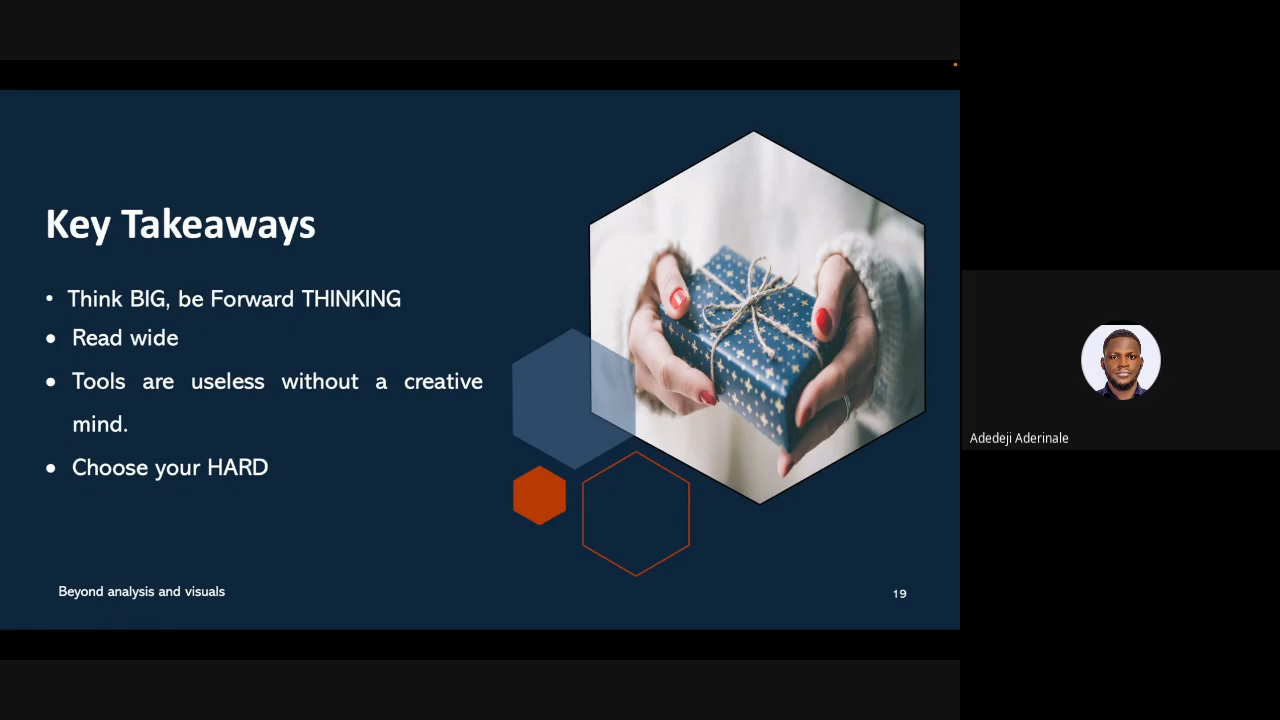 Key Takeaways
• Think BIG, be Forward THINKING
• Read wide
• Tools are useless without a creative
mind.
• Choose your HARD
Beyond analysis and visuals
19
Adedeji Aderinale